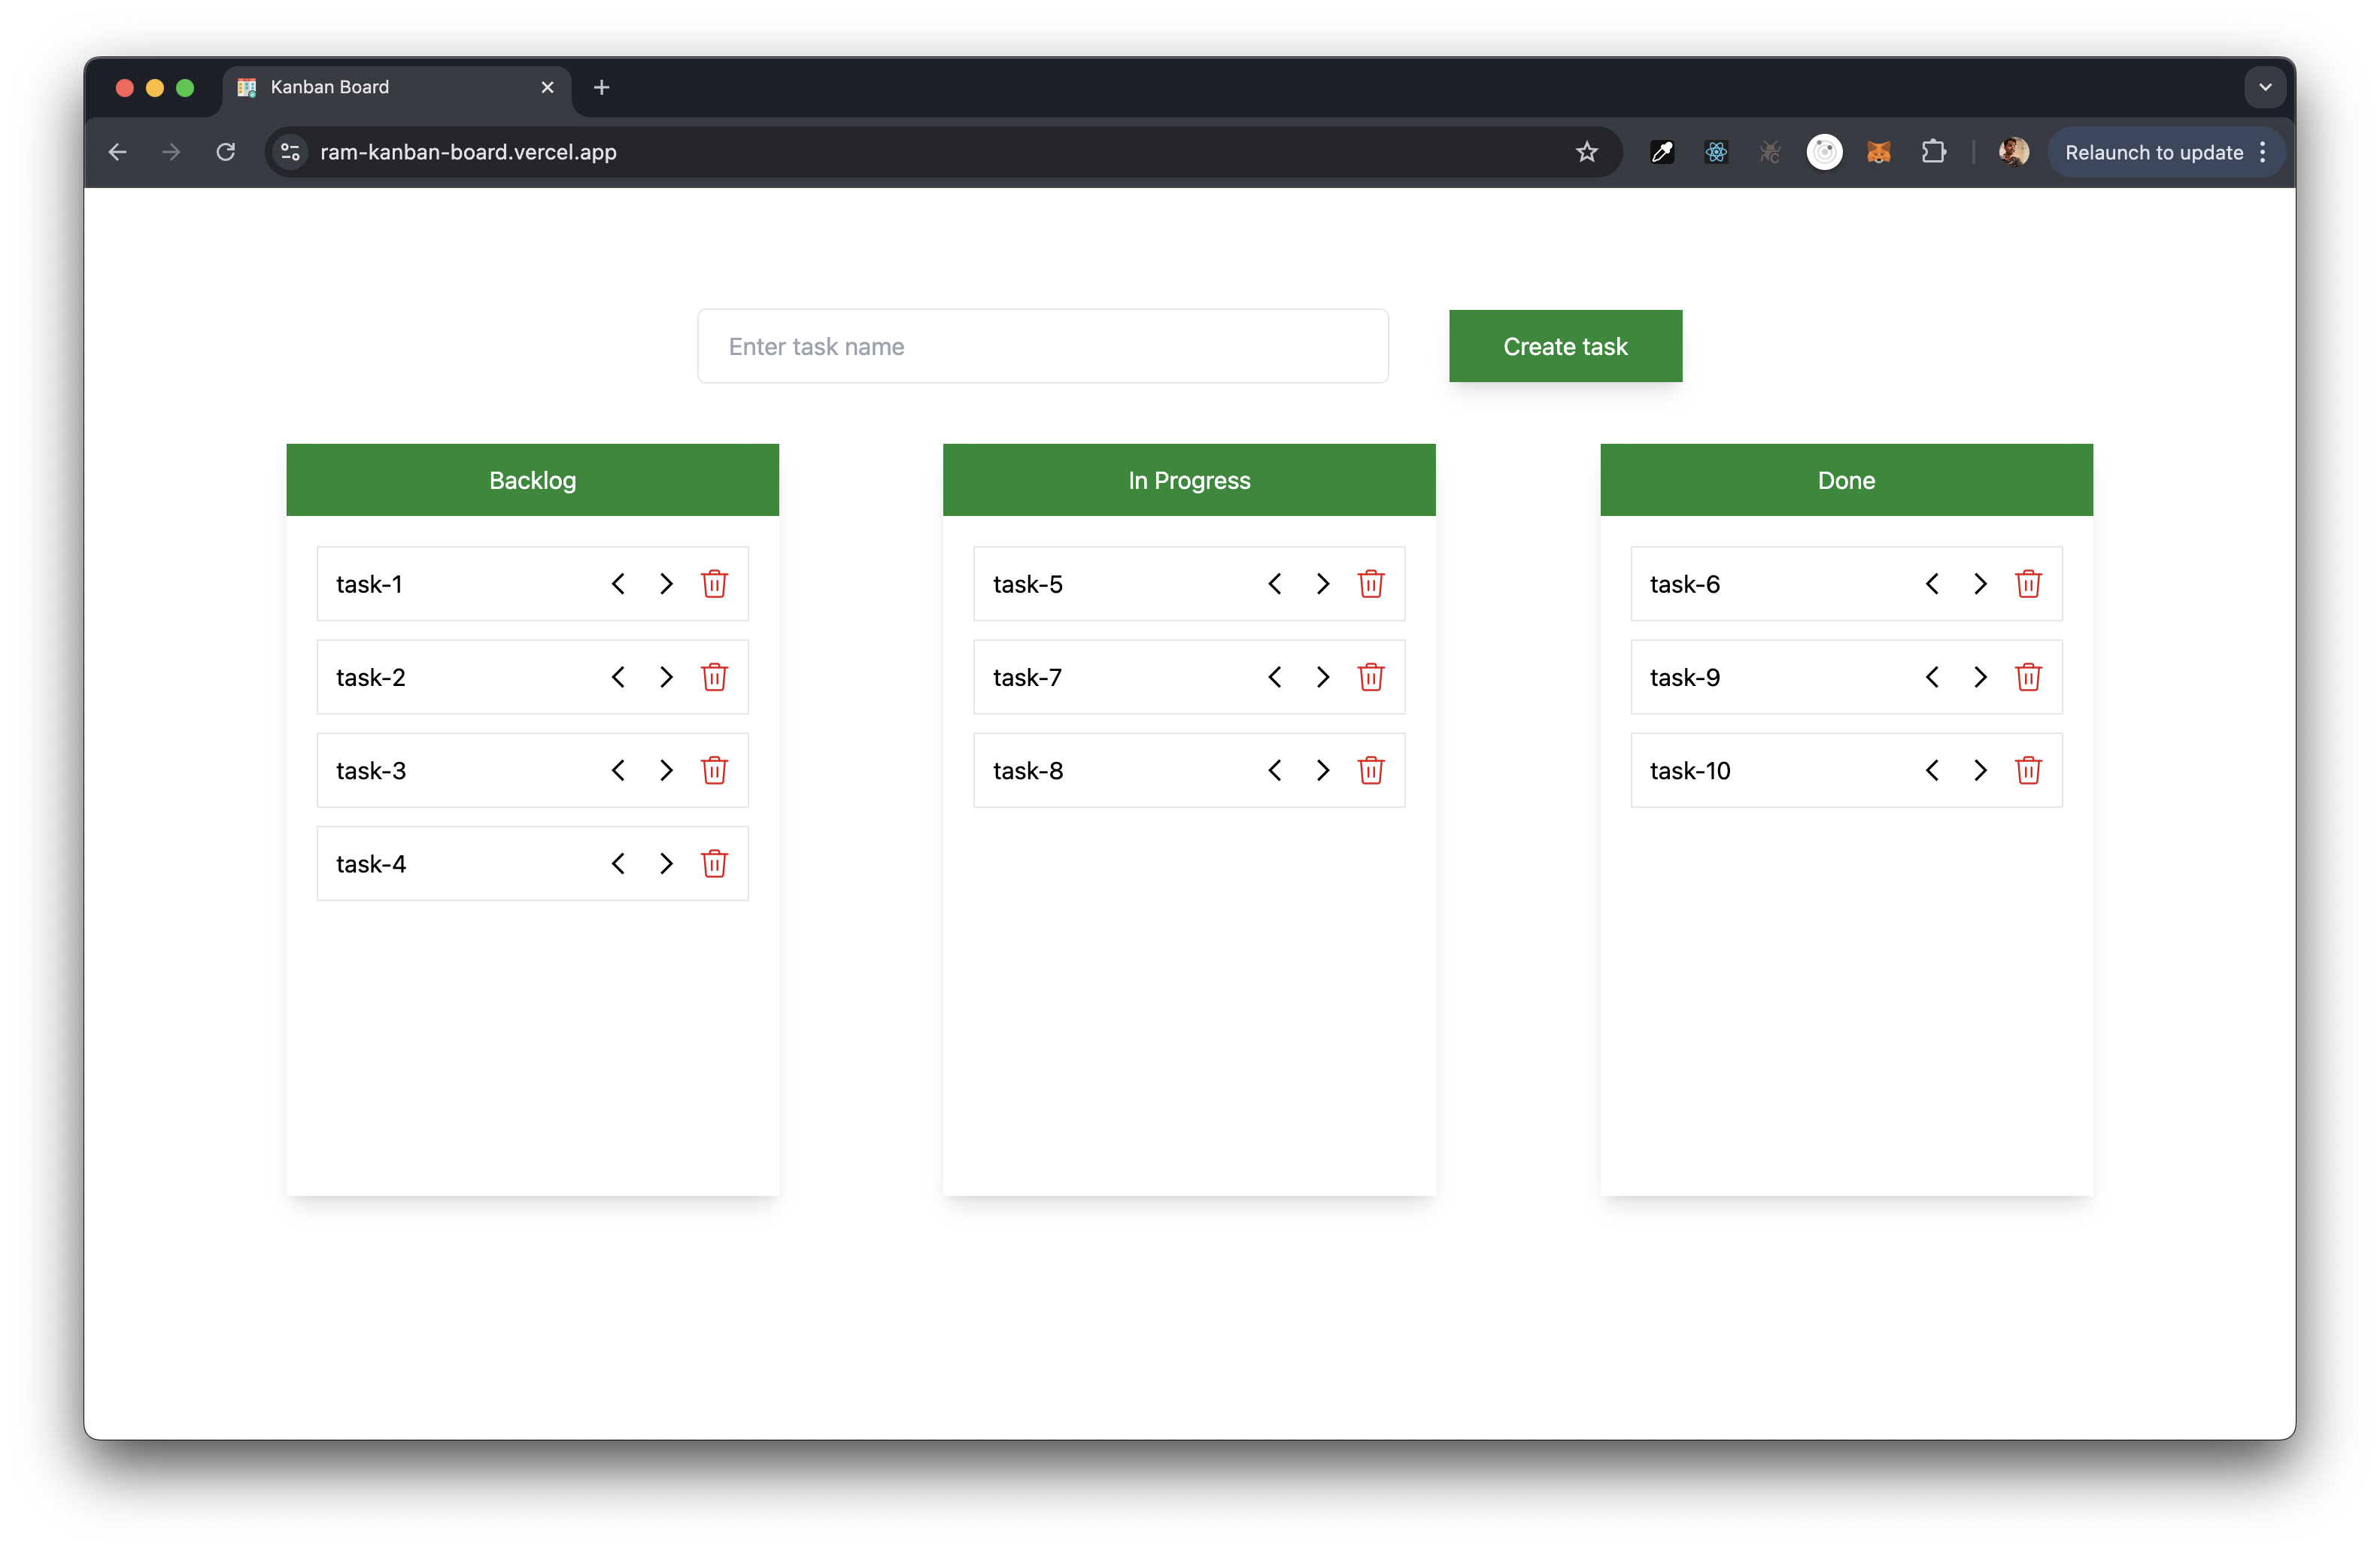 Kanban Board
ram-kanban-board.vercel.app
Relaunch to update
Enter task name
Create task
Backlog
task-1
task-2
task-3
task-4
In Progress
task-5
task-7
task-8
Done
task-6
task-9
task-10